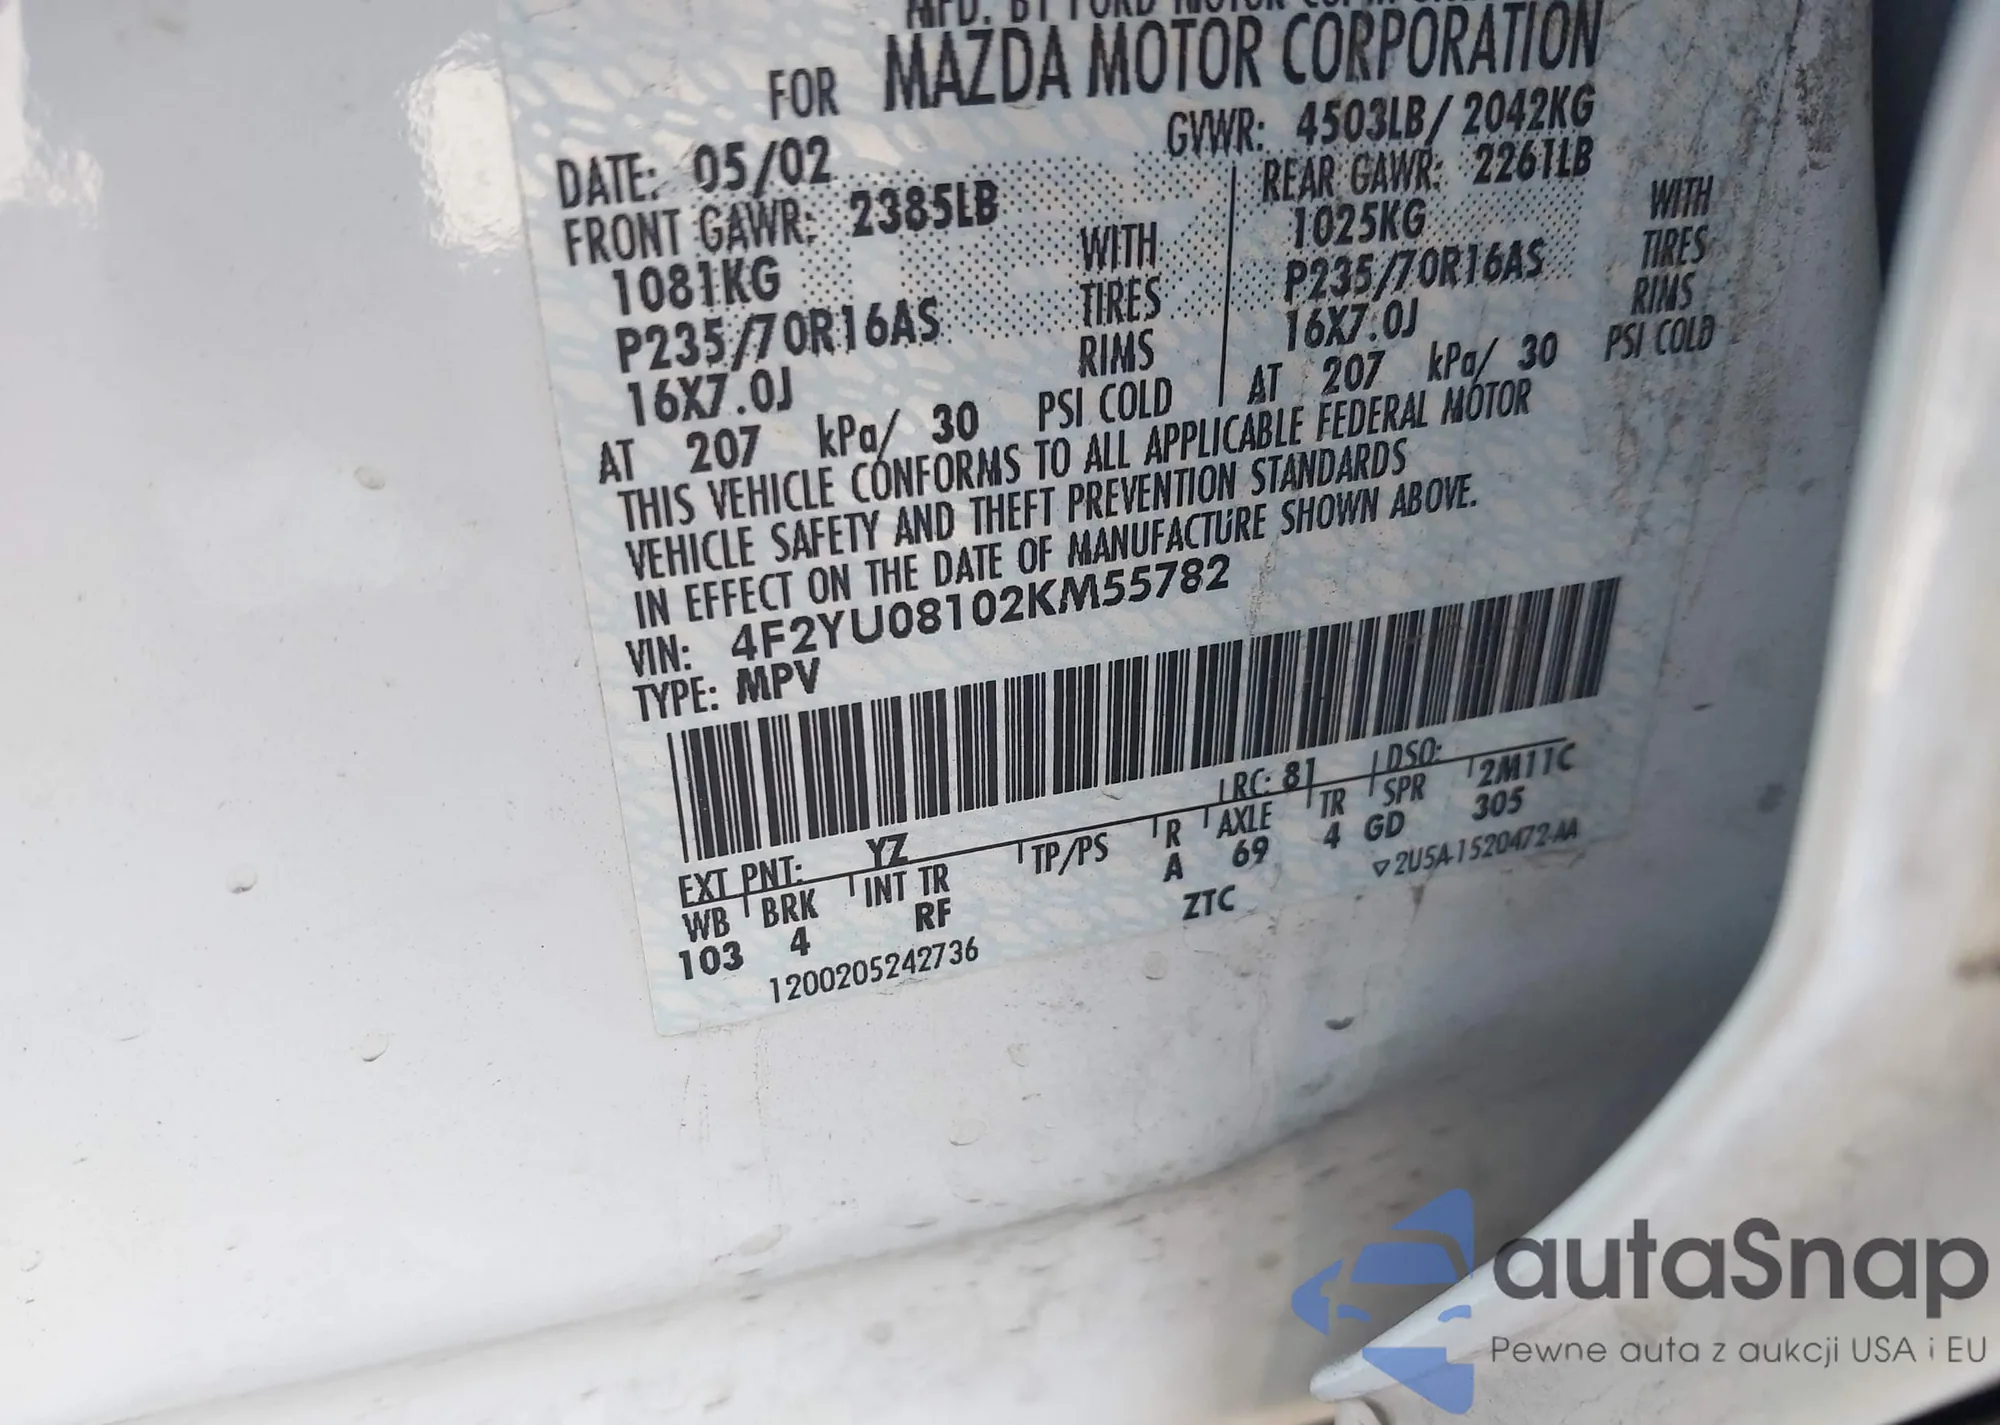 MFD. BY FORD MOTOR
FOR MAZDA MOTOR CORPORATION
DATE: 05/02 GVWR: 4503LB/ 2042KG
FRONT GAWR: 2385LB REAR GAWR: 2261LB
1081KG WITH 1025KG WITH
P235/70R16AS TIRES P235/70R16AS TIRES
16X7.0J RIMS 16X7.0J RIMS
AT 207 kPa/ 30 PSI COLD AT 207 kPa/ 30 PSI COLD
THIS VEHICLE CONFORMS TO ALL APPLICABLE FEDERAL MOTOR
VEHICLE SAFETY AND THEFT PREVENTION STANDARDS
IN EFFECT ON THE DATE OF MANUFACTURE SHOWN ABOVE.
VIN: 4F2YU08102KM55782
TYPE: MPV
EXT PNT: YZ RC: 81 DSO: 2M11C
WB BRK INT TR TP/PS R AXLE TR SPR
103 4 RF A 69 4 GD 305
1200205242736 ZTC ▽2U5A-1520472-AA
autaSnap
Pewne auta z aukcji USA i EU